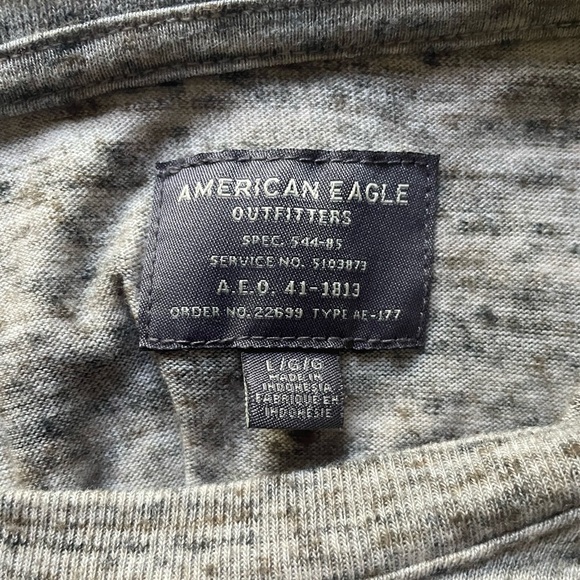 AMERICAN EAGLE
OUTFITTERS
SPEC. 544-85
SERVICE NO. 5103873
A.E.O. 41-1813
ORDER NO. 22699 TYPE AE-177
L/G/G
MADE IN
INDONESIA
FABRIQUE EN
INDONESIE